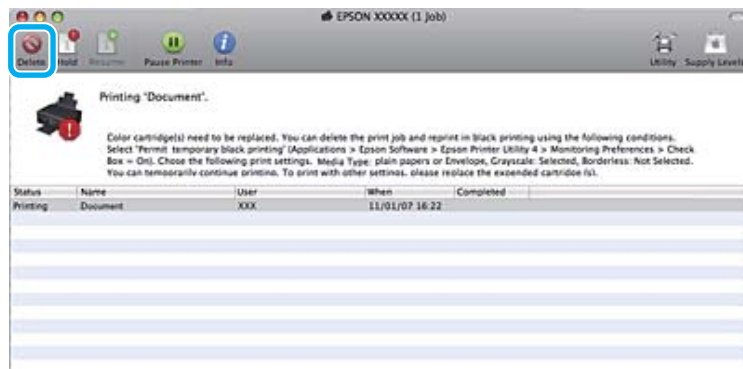 EPSON XXXXX (1 Job)
Delete Hold Resume Pause Printer Info Utility Supply Levels
Printing "Document".
Color cartridge(s) need to be replaced. You can delete the print job and reprint in black printing using the following conditions.
Select "Permit temporary black printing" (Applications > Epson Software > Epson Printer Utility 4 > Monitoring Preferences > Check
Box = On). Chose the following print settings. Media Type: plain papers or Envelope, Grayscale: Selected, Borderless: Not Selected.
You can temporarily continue printing. To print with other settings, please replace the expended cartridge (s).
Status Name User When Completed
Printing Document XXX 11/01/07 16:22